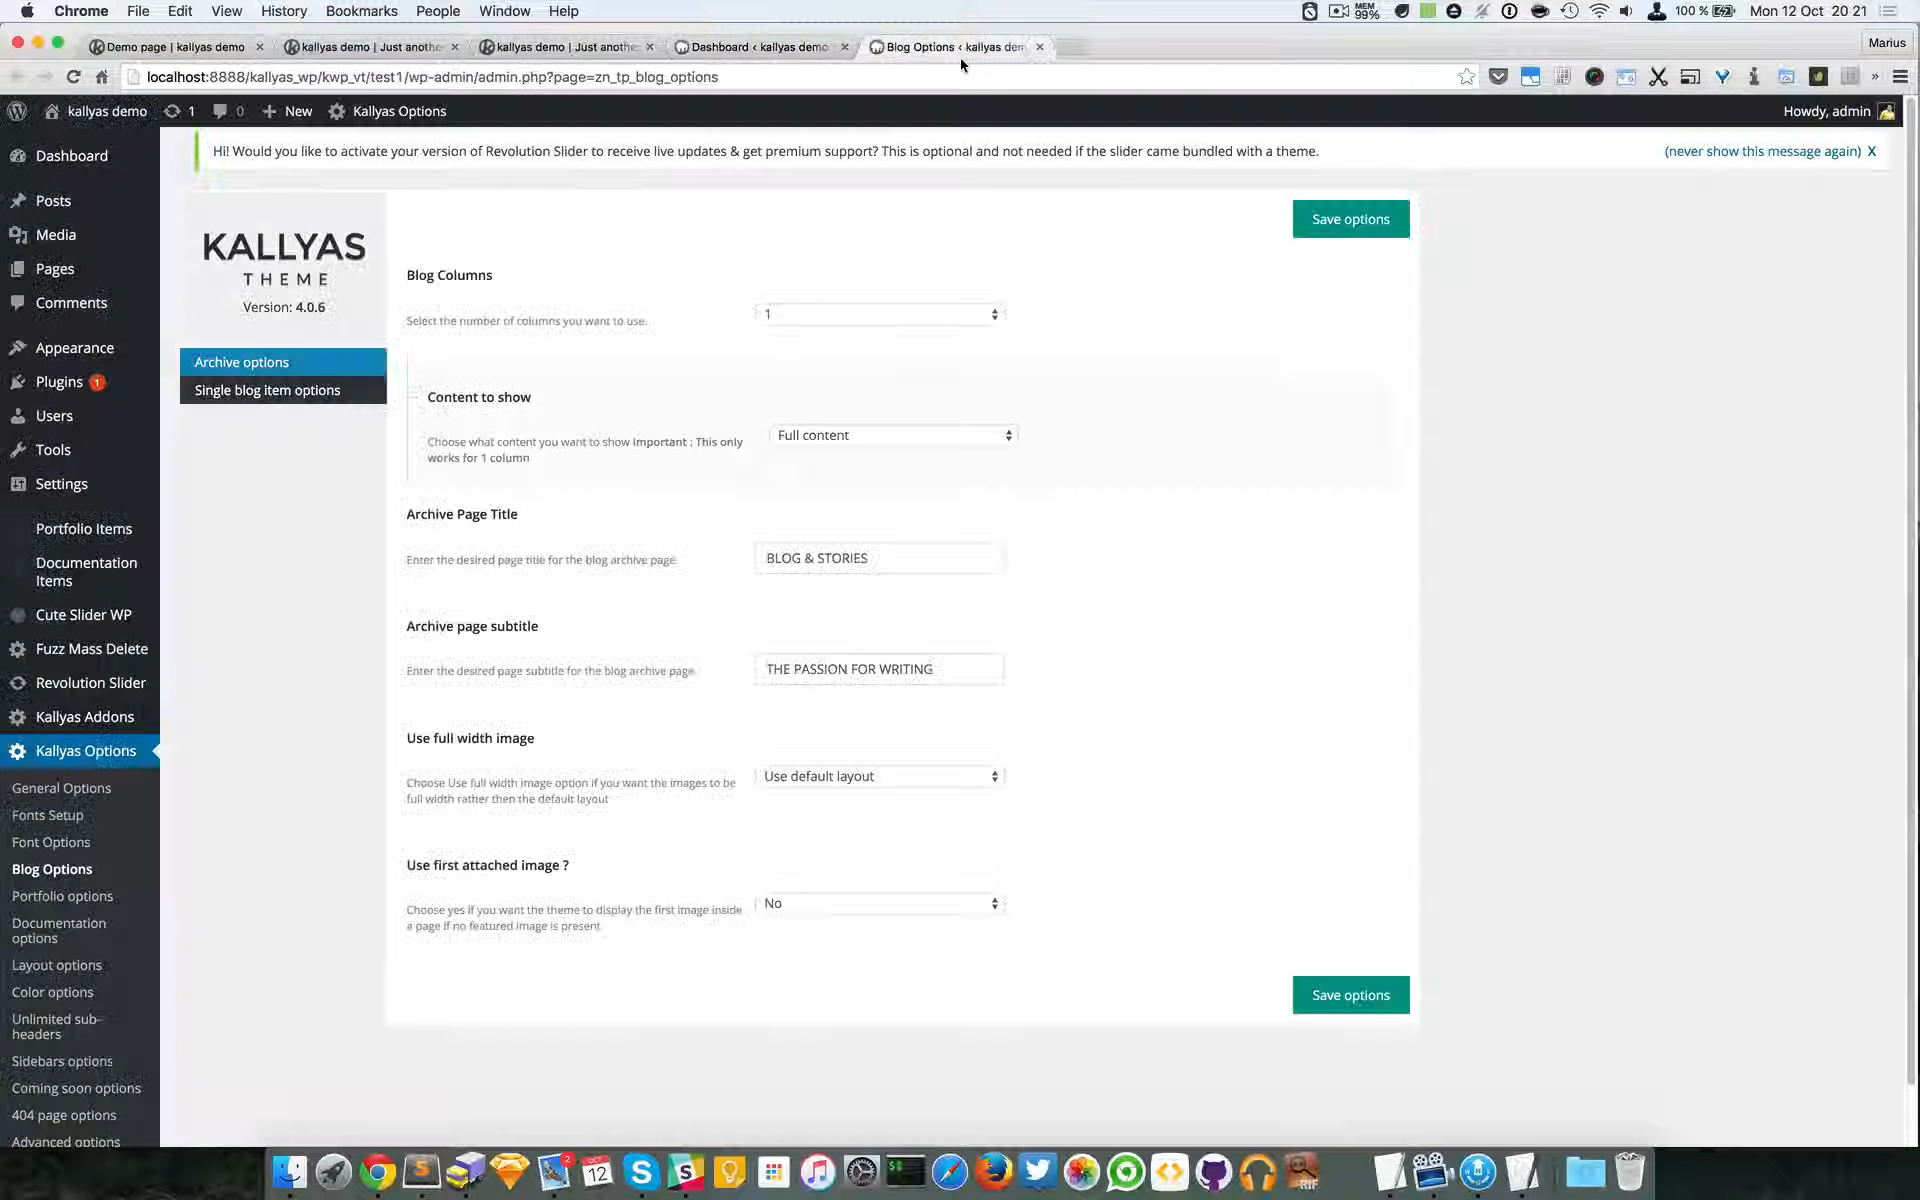 Chrome File Edit View History Bookmarks People Window Help
MEM 99%
100 %
Mon 12 Oct 20 21
Demo page | kallyas demo
kallyas demo | Just anothe
kallyas demo | Just anothe
Dashboard ‹ kallyas demo
Blog Options ‹ kallyas dem
Marius
localhost:8888/kallyas_wp/kwp_vt/test1/wp-admin/admin.php?page=zn_tp_blog_options
kallyas demo 1 0 New Kallyas Options
Howdy, admin
Hi! Would you like to activate your version of Revolution Slider to receive live updates & get premium support? This is optional and not needed if the slider came bundled with a theme.
(never show this message again) X
Dashboard
Posts
Media
Pages
Comments
Appearance
Plugins 1
Users
Tools
Settings
Portfolio Items
Documentation
Items
Cute Slider WP
Fuzz Mass Delete
Revolution Slider
Kallyas Addons
Kallyas Options
General Options
Fonts Setup
Font Options
Blog Options
Portfolio options
Documentation
options
Layout options
Color options
Unlimited sub-
headers
Sidebars options
Coming soon options
404 page options
Advanced options
KALLYAS
THEME
Version: 4.0.6
Archive options
Single blog item options
Save options
Blog Columns
Select the number of columns you want to use.
1
Content to show
Choose what content you want to show Important : This only
works for 1 column
Full content
Archive Page Title
Enter the desired page title for the blog archive page.
BLOG & STORIES
Archive page subtitle
Enter the desired page subtitle for the blog archive page.
THE PASSION FOR WRITING
Use full width image
Choose Use full width image option if you want the images to be
full width rather then the default layout
Use default layout
Use first attached image ?
Choose yes if you want the theme to display the first image inside
a page if no featured image is present
No
Save options
2
OCT
12